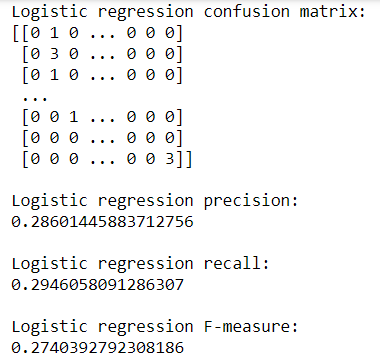 Logistic regression confusion matrix:
[[0 1 0 ... 0 0 0]
[0 3 0 ... 0 0 0]
[0 1 0 ... 0 0 0]
...
[0 0 1 ... 0 0 0]
[0 0 0 ... 0 0 0]
[0 0 0 ... 0 0 3]]
Logistic regression precision:
0.28601445883712756
Logistic regression recall:
0.2946058091286307
Logistic regression F-measure:
0.2740392792308186